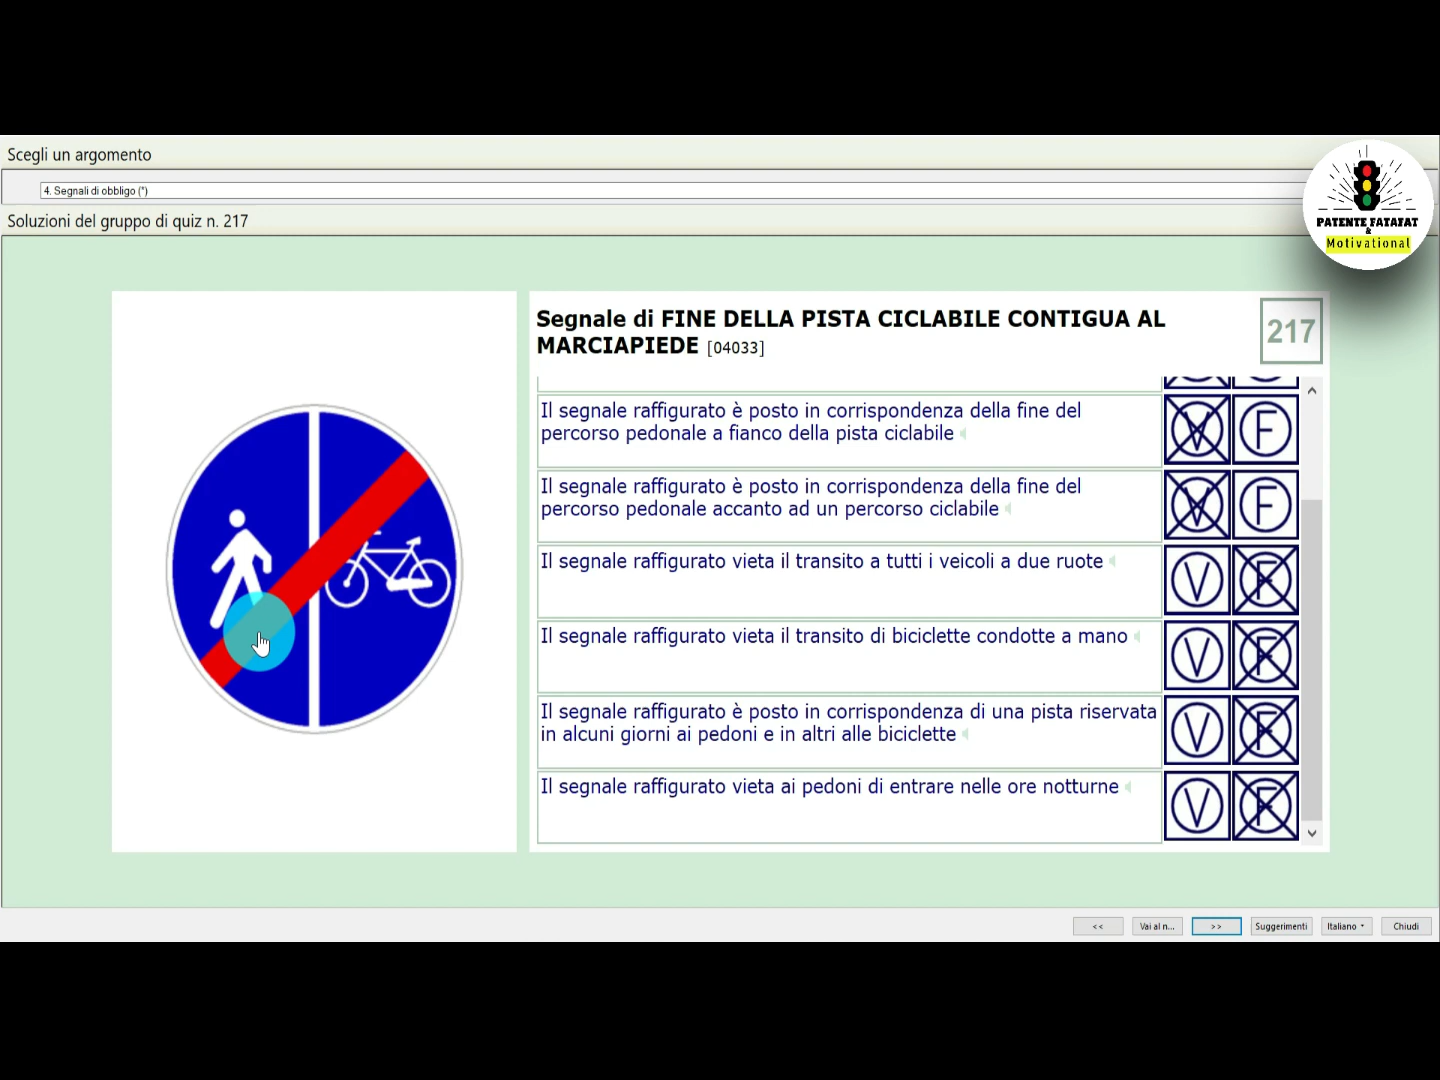 Scegli un argomento
4. Segnali di obbligo (*)
Soluzioni del gruppo di quiz n. 217
PATENTE FATAFAT
&
Motivational
Segnale di FINE DELLA PISTA CICLABILE CONTIGUA AL
MARCIAPIEDE [04033]
217
Il segnale raffigurato è posto in corrispondenza della fine del
percorso pedonale a fianco della pista ciclabile
V F
Il segnale raffigurato è posto in corrispondenza della fine del
percorso pedonale accanto ad un percorso ciclabile
V F
Il segnale raffigurato vieta il transito a tutti i veicoli a due ruote
V F
Il segnale raffigurato vieta il transito di biciclette condotte a mano
V F
Il segnale raffigurato è posto in corrispondenza di una pista riservata
in alcuni giorni ai pedoni e in altri alle biciclette
V F
Il segnale raffigurato vieta ai pedoni di entrare nelle ore notturne
V F
<< Vai al n... >> Suggerimenti Italiano Chiudi